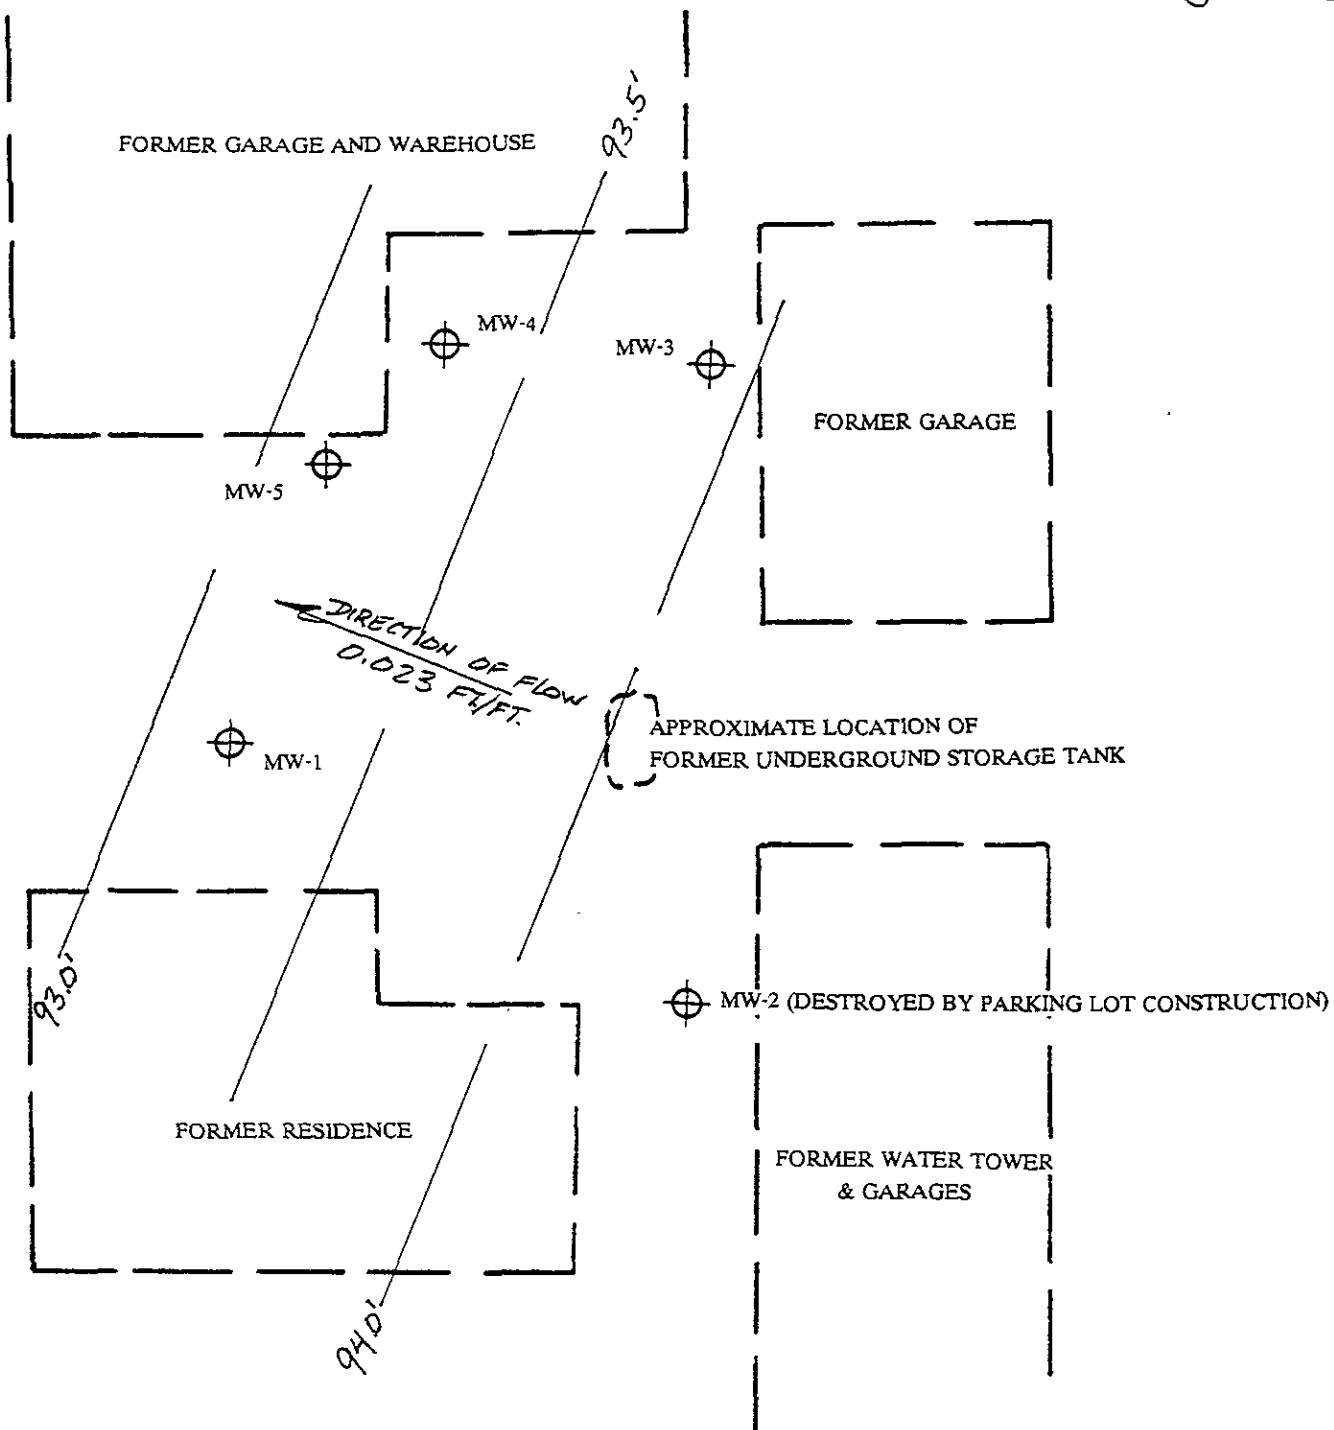 93.5'
FORMER GARAGE AND WAREHOUSE
MW-4
MW-3
FORMER GARAGE
MW-5
DIRECTION OF FLOW
0.023 FT/FT.
APPROXIMATE LOCATION OF
FORMER UNDERGROUND STORAGE TANK
MW-1
93.0'
MW-2 (DESTROYED BY PARKING LOT CONSTRUCTION)
FORMER RESIDENCE
FORMER WATER TOWER
& GARAGES
94.0'